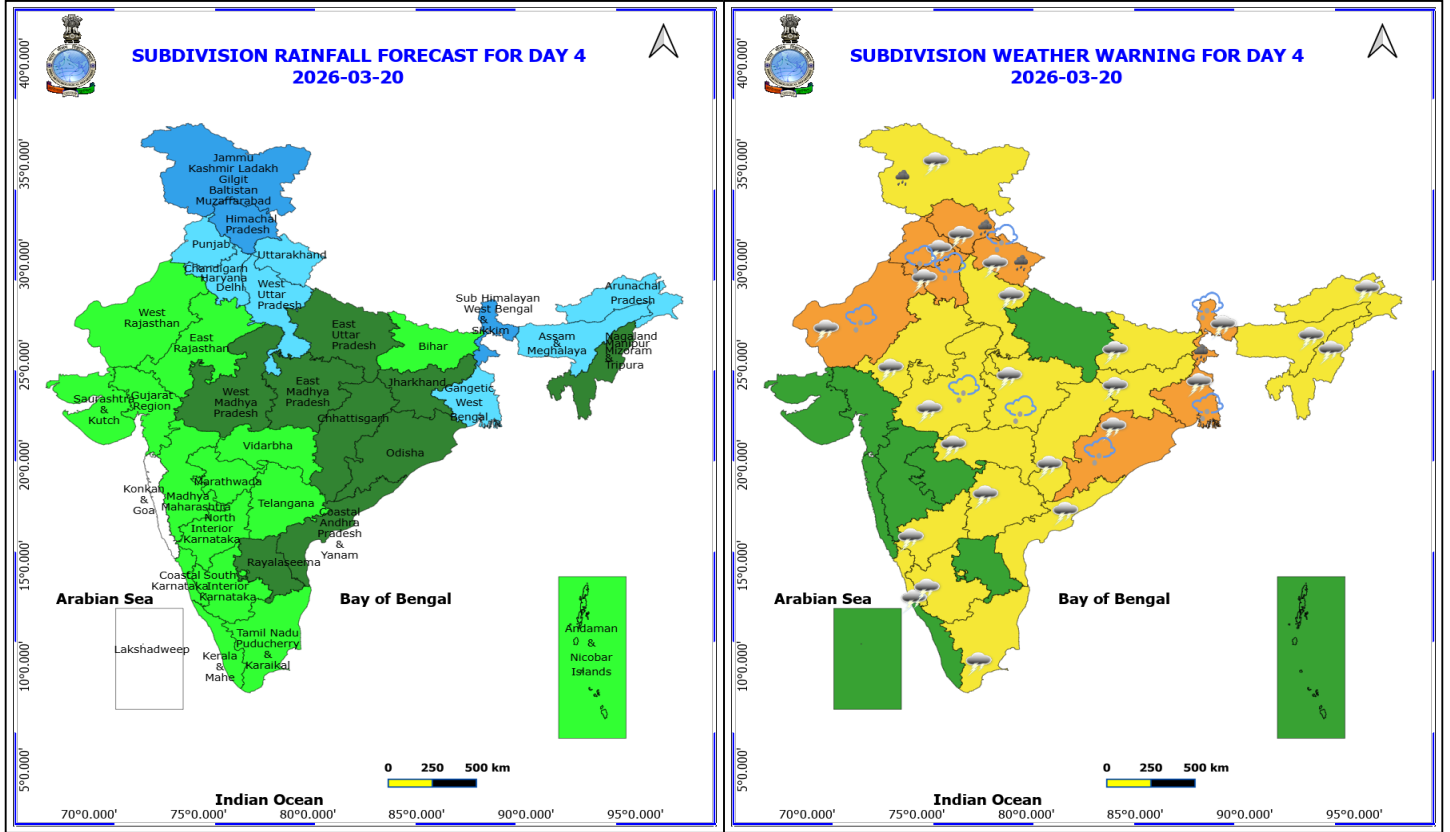 SUBDIVISION RAINFALL FORECAST FOR DAY 4
2026-03-20
40°0.000'
35°0.000'
30°0.000'
25°0.000'
20°0.000'
15°0.000'
10°0.000'
5°0.000'
Jammu
Kashmir Ladakh
Gilgit
Baltistan
Muzaffarabad
Himachal
Pradesh
Punjab
Uttarakhand
Chandigarh
Haryana
Delhi
West
Uttar
Pradesh
Arunachal
Pradesh
Sub Himalayan
West Bengal
&
Sikkim
West
Rajasthan
East
Rajasthan
East
Uttar
Pradesh
Bihar
Assam
&
Meghalaya
Nagaland
Manipur
Mizoram
&
Tripura
Saurashtra
&
Kutch
Gujarat
Region
West
Madhya
Pradesh
East
Madhya
Pradesh
Jharkhand
Gangetic
West
Bengal
Chhattisgarh
Vidarbha
Odisha
Konkan
&
Goa
Marathwada
Madhya
Maharashtra
Telangana
North
Interior
Karnataka
Coastal
Andhra
Pradesh
&
Yanam
Rayalaseema
Coastal
Karnataka
South
Interior
Karnataka
Arabian Sea
Bay of Bengal
Lakshadweep
Kerala
&
Mahe
Tamil Nadu
Puducherry
&
Karaikal
Andaman
&
Nicobar
Islands
0 250 500 km
Indian Ocean
70°0.000' 75°0.000' 80°0.000' 85°0.000' 90°0.000' 95°0.000'
SUBDIVISION WEATHER WARNING FOR DAY 4
2026-03-20
40°0.000'
35°0.000'
30°0.000'
25°0.000'
20°0.000'
15°0.000'
10°0.000'
5°0.000'
Arabian Sea
Bay of Bengal
0 250 500 km
Indian Ocean
70°0.000' 75°0.000' 80°0.000' 85°0.000' 90°0.000' 95°0.000'